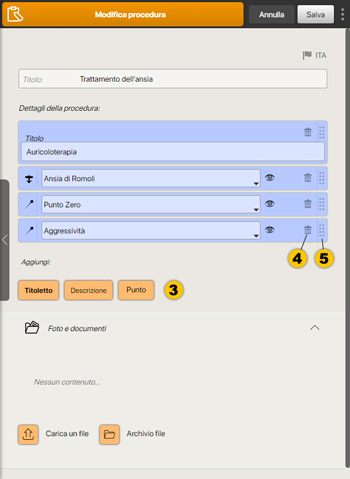 Modifica procedura
Annulla
Salva
ITA
Titolo: Trattamento dell'ansia
Dettagli della procedura:
Titolo
Auricoloterapia
Ansia di Romoli
Punto Zero
Aggressività
4
5
Aggiungi:
Titoletto
Descrizione
Punto
3
Foto e documenti
Nessun contenuto...
Carica un file
Archivio file